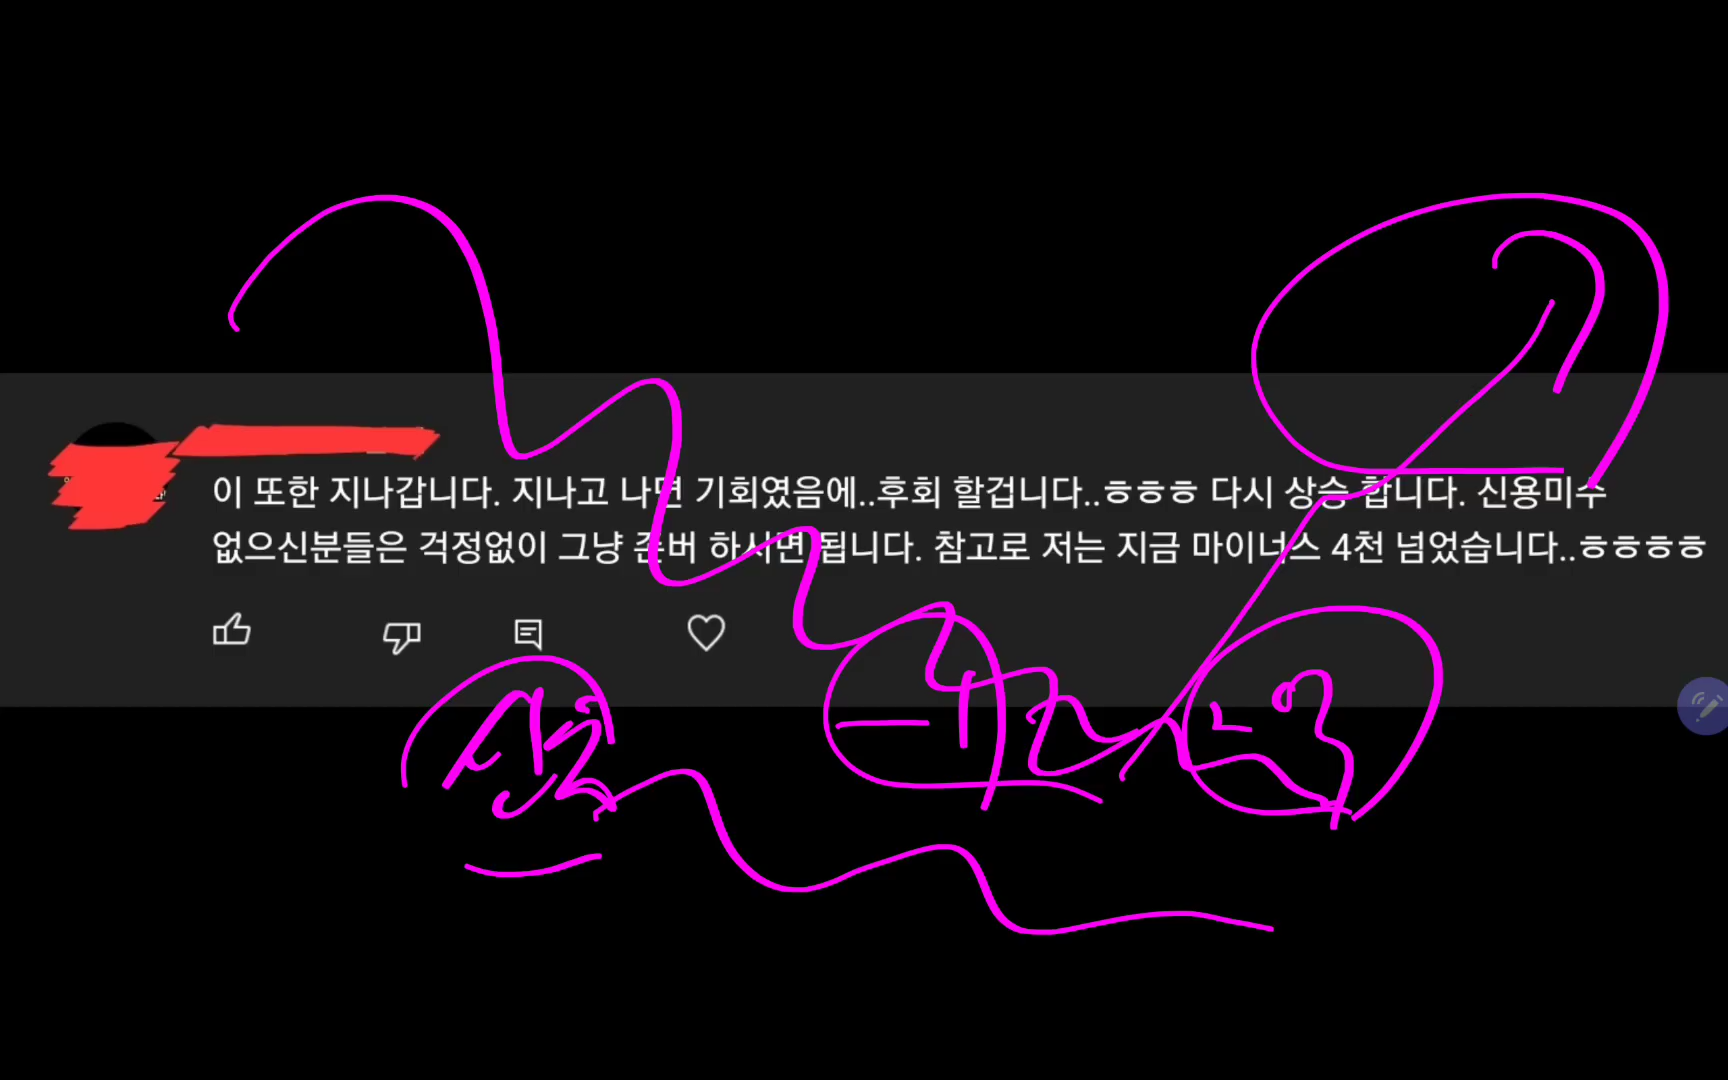 이 또한 지나갑니다. 지나고 나면 기회였음에..후회 할겁니다..ㅎㅎㅎ 다시 상승 합니다. 신용미수
없으신분들은 걱정없이 그냥 존버 하시면 됩니다. 참고로 저는 지금 마이너스 4천 넘었습니다..ㅎㅎㅎㅎ
?